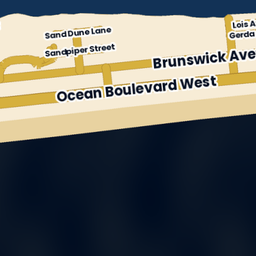 Sand Dune Lane
Lois A
Gerda
Sandpiper Street
Brunswick Ave
Ocean Boulevard West